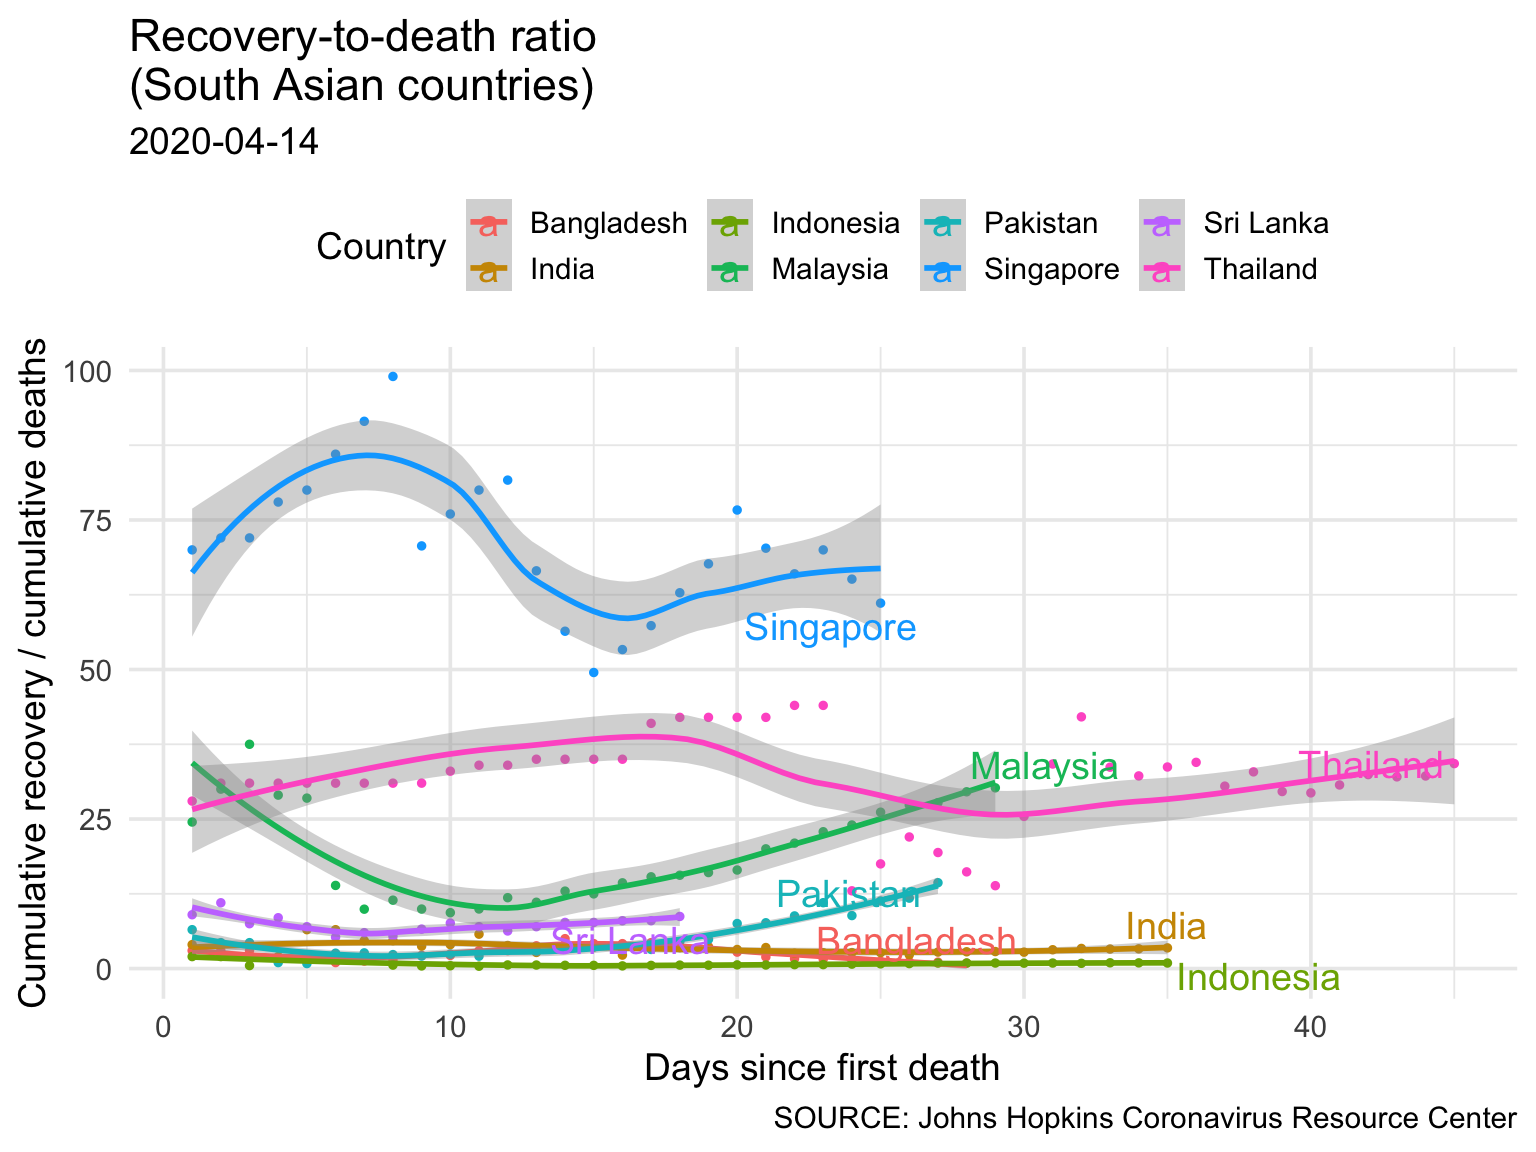 Recovery-to-death ratio
(South Asian countries)
2020-04-14
Country
a Bangladesh a Indonesia a Pakistan a Sri Lanka
a India a Malaysia a Singapore a Thailand
Cumulative recovery / cumulative deaths
100
75
50
25
0
Singapore
Malaysia
Thailand
Pakistan
India
Sri Lanka
Bangladesh
Indonesia
0 10 20 30 40
Days since first death
SOURCE: Johns Hopkins Coronavirus Resource Center